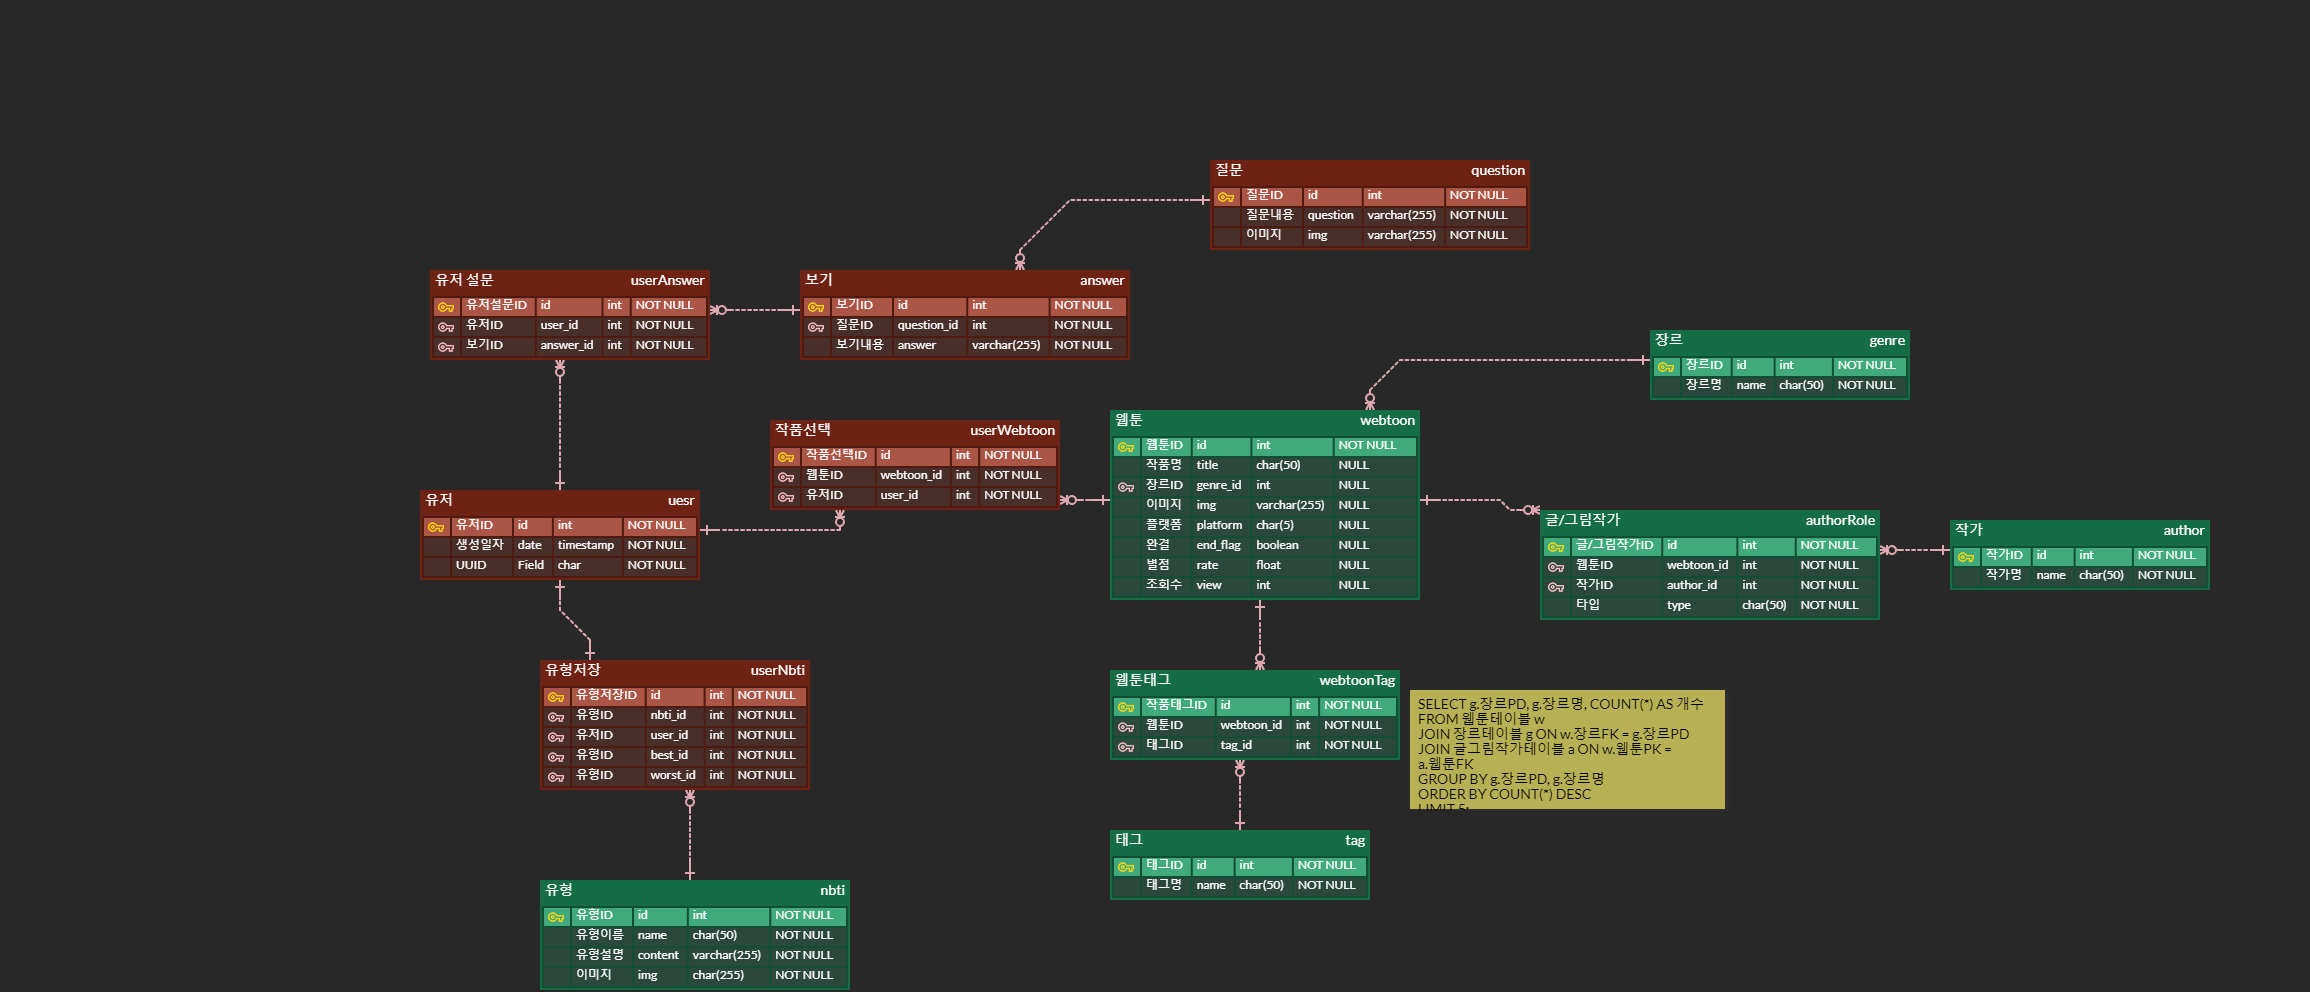 질문 question
질문ID id int NOT NULL
질문내용 question varchar(255) NOT NULL
이미지 img varchar(255) NOT NULL
유저 설문 userAnswer
유저설문ID id int NOT NULL
유저ID user_id int NOT NULL
보기ID answer_id int NOT NULL
보기 answer
보기ID id int NOT NULL
질문ID question_id int NOT NULL
보기내용 answer varchar(255) NOT NULL
장르 genre
장르ID id int NOT NULL
장르명 name char(50) NOT NULL
작품선택 userWebtoon
작품선택ID id int NOT NULL
웹툰ID webtoon_id int NOT NULL
유저ID user_id int NOT NULL
웹툰 webtoon
웹툰ID id int NOT NULL
작품명 title char(50) NULL
장르ID genre_id int NULL
이미지 img varchar(255) NULL
플랫폼 platform char(5) NULL
완결 end_flag boolean NULL
별점 rate float NULL
조회수 view int NULL
유저 uesr
유저ID id int NOT NULL
생성일자 date timestamp NOT NULL
UUID Field char NOT NULL
글/그림작가 authorRole
글/그림작가ID id int NOT NULL
웹툰ID webtoon_id int NOT NULL
작가ID author_id int NOT NULL
타입 type char(50) NOT NULL
작가 author
작가ID id int NOT NULL
작가명 name char(50) NOT NULL
유형저장 userNbti
유형저장ID id int NOT NULL
유형ID nbti_id int NOT NULL
유저ID user_id int NOT NULL
유형ID best_id int NOT NULL
유형ID worst_id int NOT NULL
웹툰태그 webtoonTag
작품태그ID id int NOT NULL
웹툰ID webtoon_id int NOT NULL
태그ID tag_id int NOT NULL
SELECT g.장르PD, g.장르명, COUNT(*) AS 개수
FROM 웹툰테이블 w
JOIN 장르테이블 g ON w.장르FK = g.장르PD
JOIN 글그림작가테이블 a ON w.웹툰PK =
a.웹툰FK
GROUP BY g.장르PD, g.장르명
ORDER BY COUNT(*) DESC
LIMIT 5;
태그 tag
태그ID id int NOT NULL
태그명 name char(50) NOT NULL
유형 nbti
유형ID id int NOT NULL
유형이름 name char(50) NOT NULL
유형설명 content varchar(255) NOT NULL
이미지 img char(255) NOT NULL